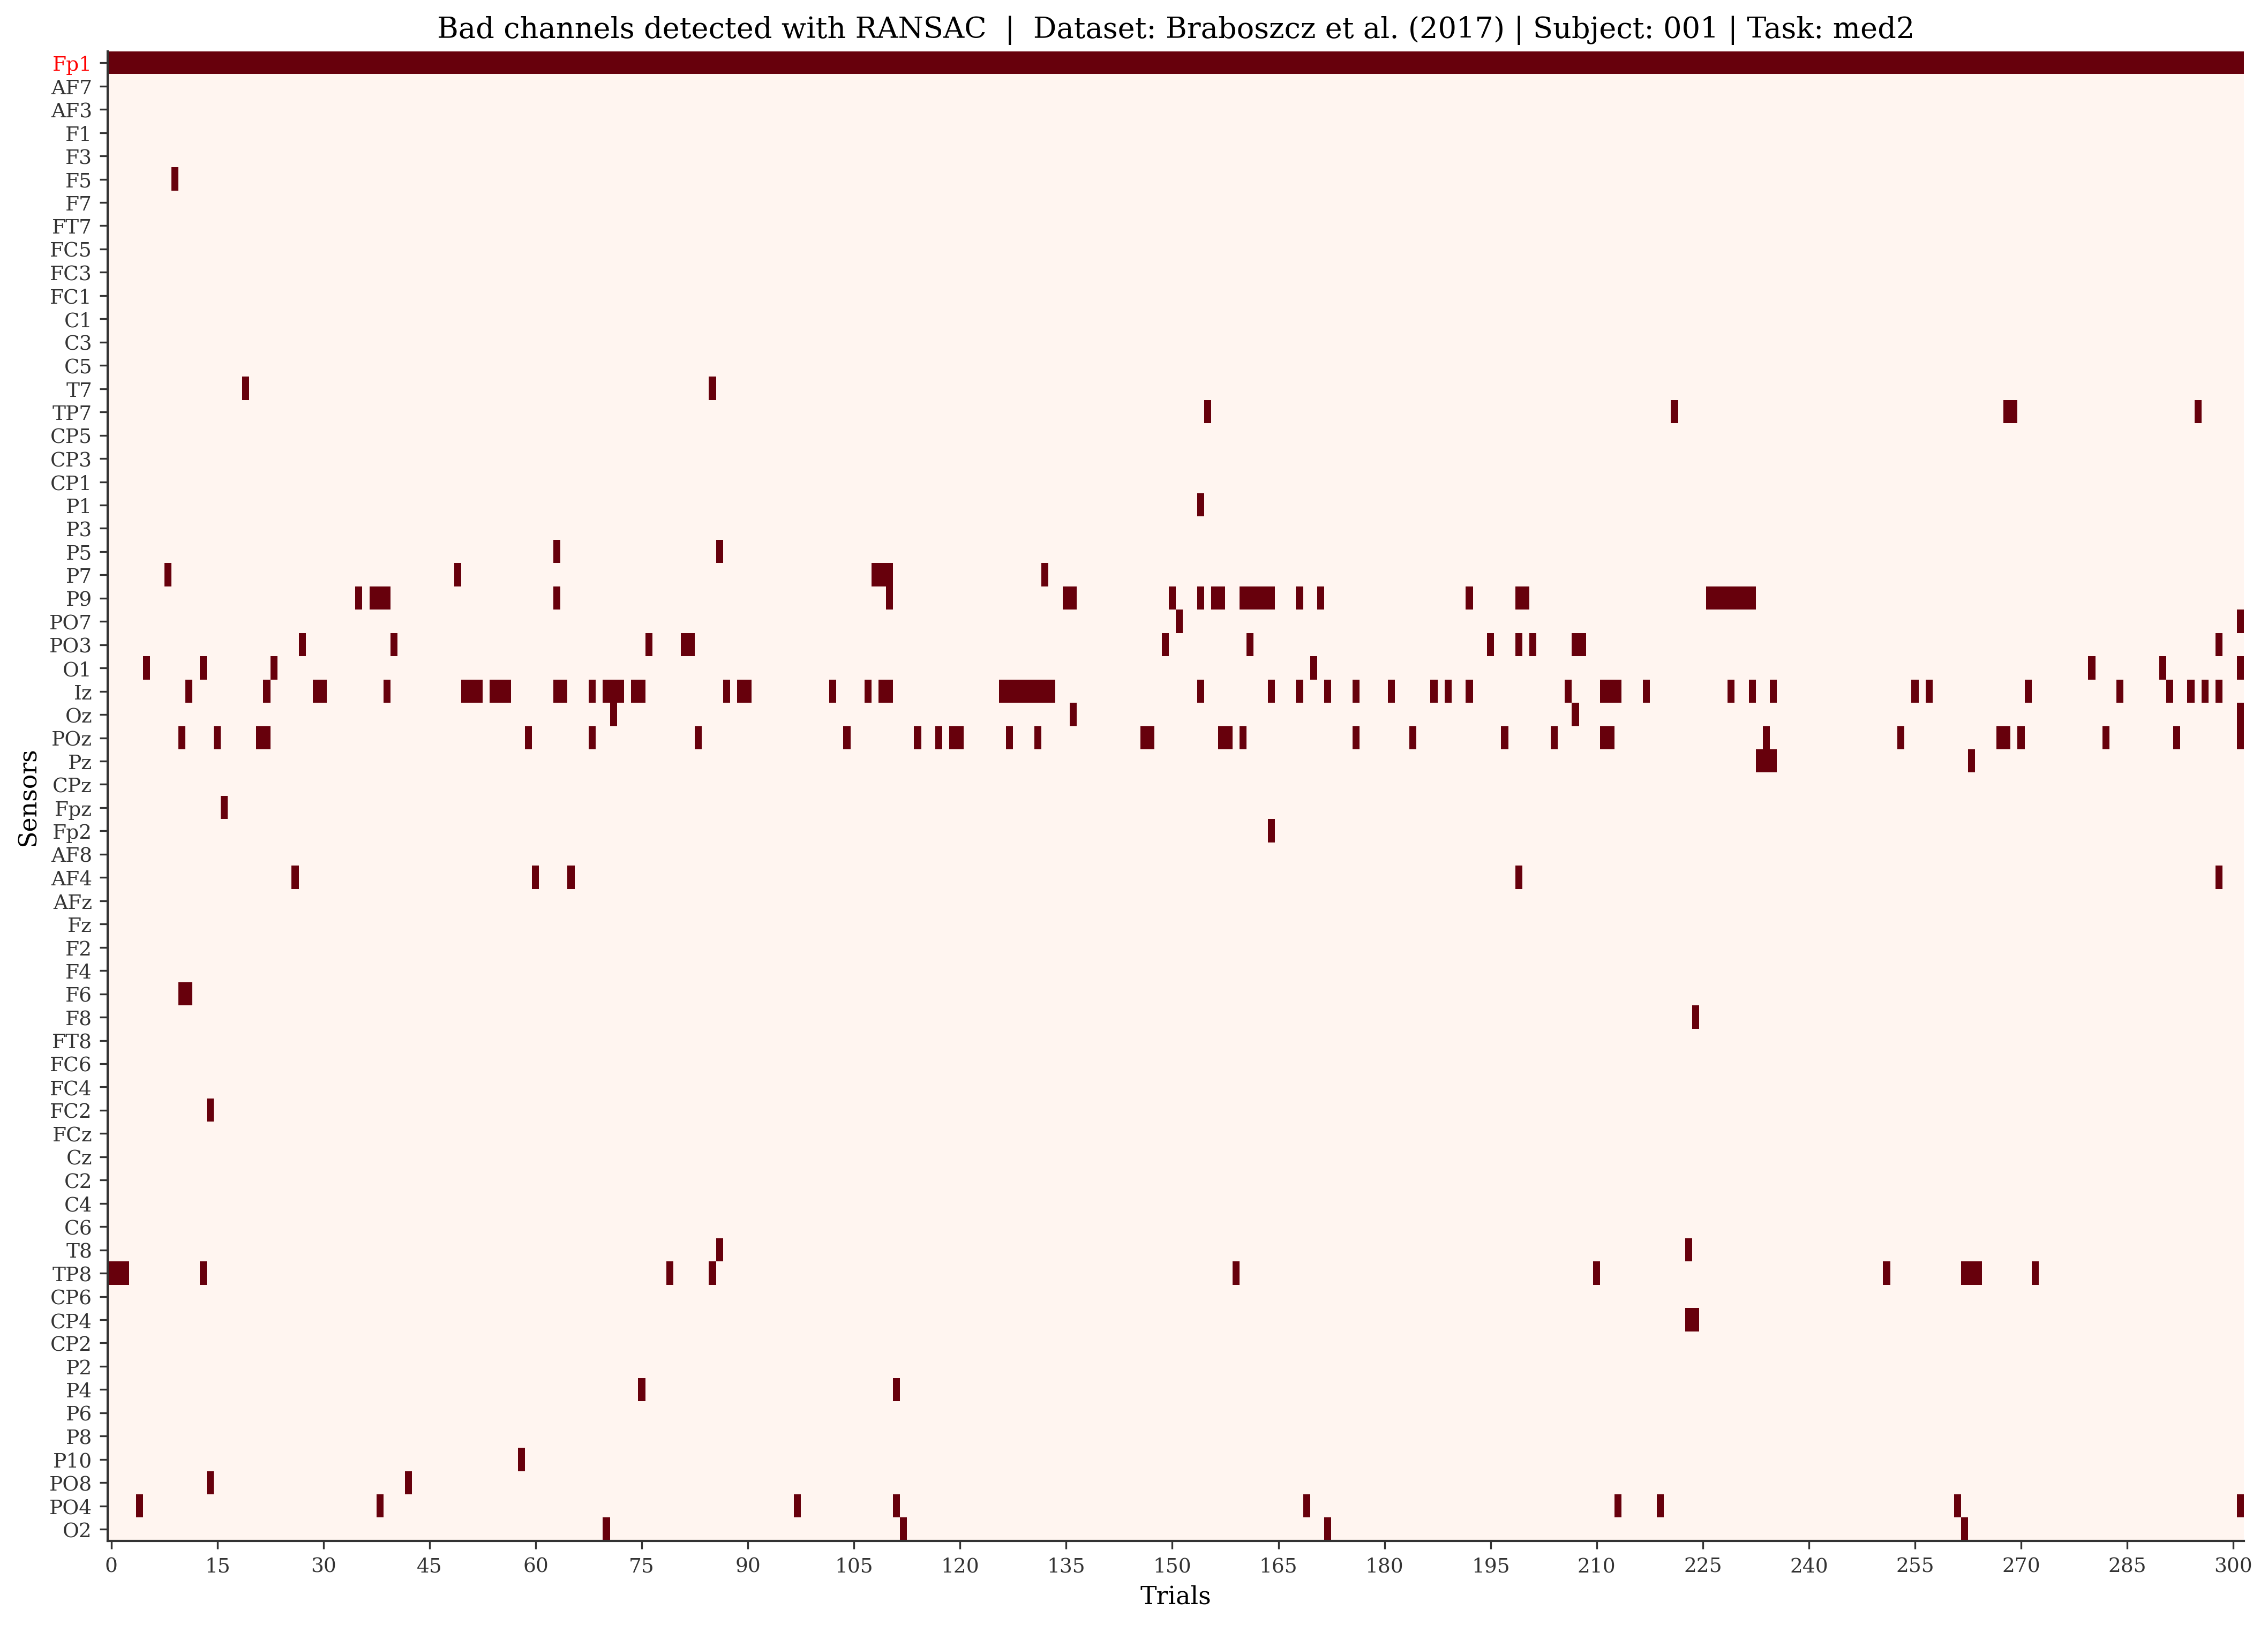 Bad channels detected with RANSAC | Dataset: Braboszcz et al. (2017) | Subject: 001 | Task: med2
Fp1
AF7
AF3
F1
F3
F5
F7
FT7
FC5
FC3
FC1
C1
C3
C5
T7
TP7
CP5
CP3
CP1
P1
P3
P5
P7
P9
PO7
PO3
O1
Iz
Oz
POz
Pz
CPz
Fpz
Fp2
AF8
AF4
AFz
Fz
F2
F4
F6
F8
FT8
FC6
FC4
FC2
FCz
Cz
C2
C4
C6
T8
TP8
CP6
CP4
CP2
P2
P4
P6
P8
P10
PO8
PO4
O2
Sensors
0 15 30 45 60 75 90 105 120 135 150 165 180 195 210 225 240 255 270 285 300
Trials